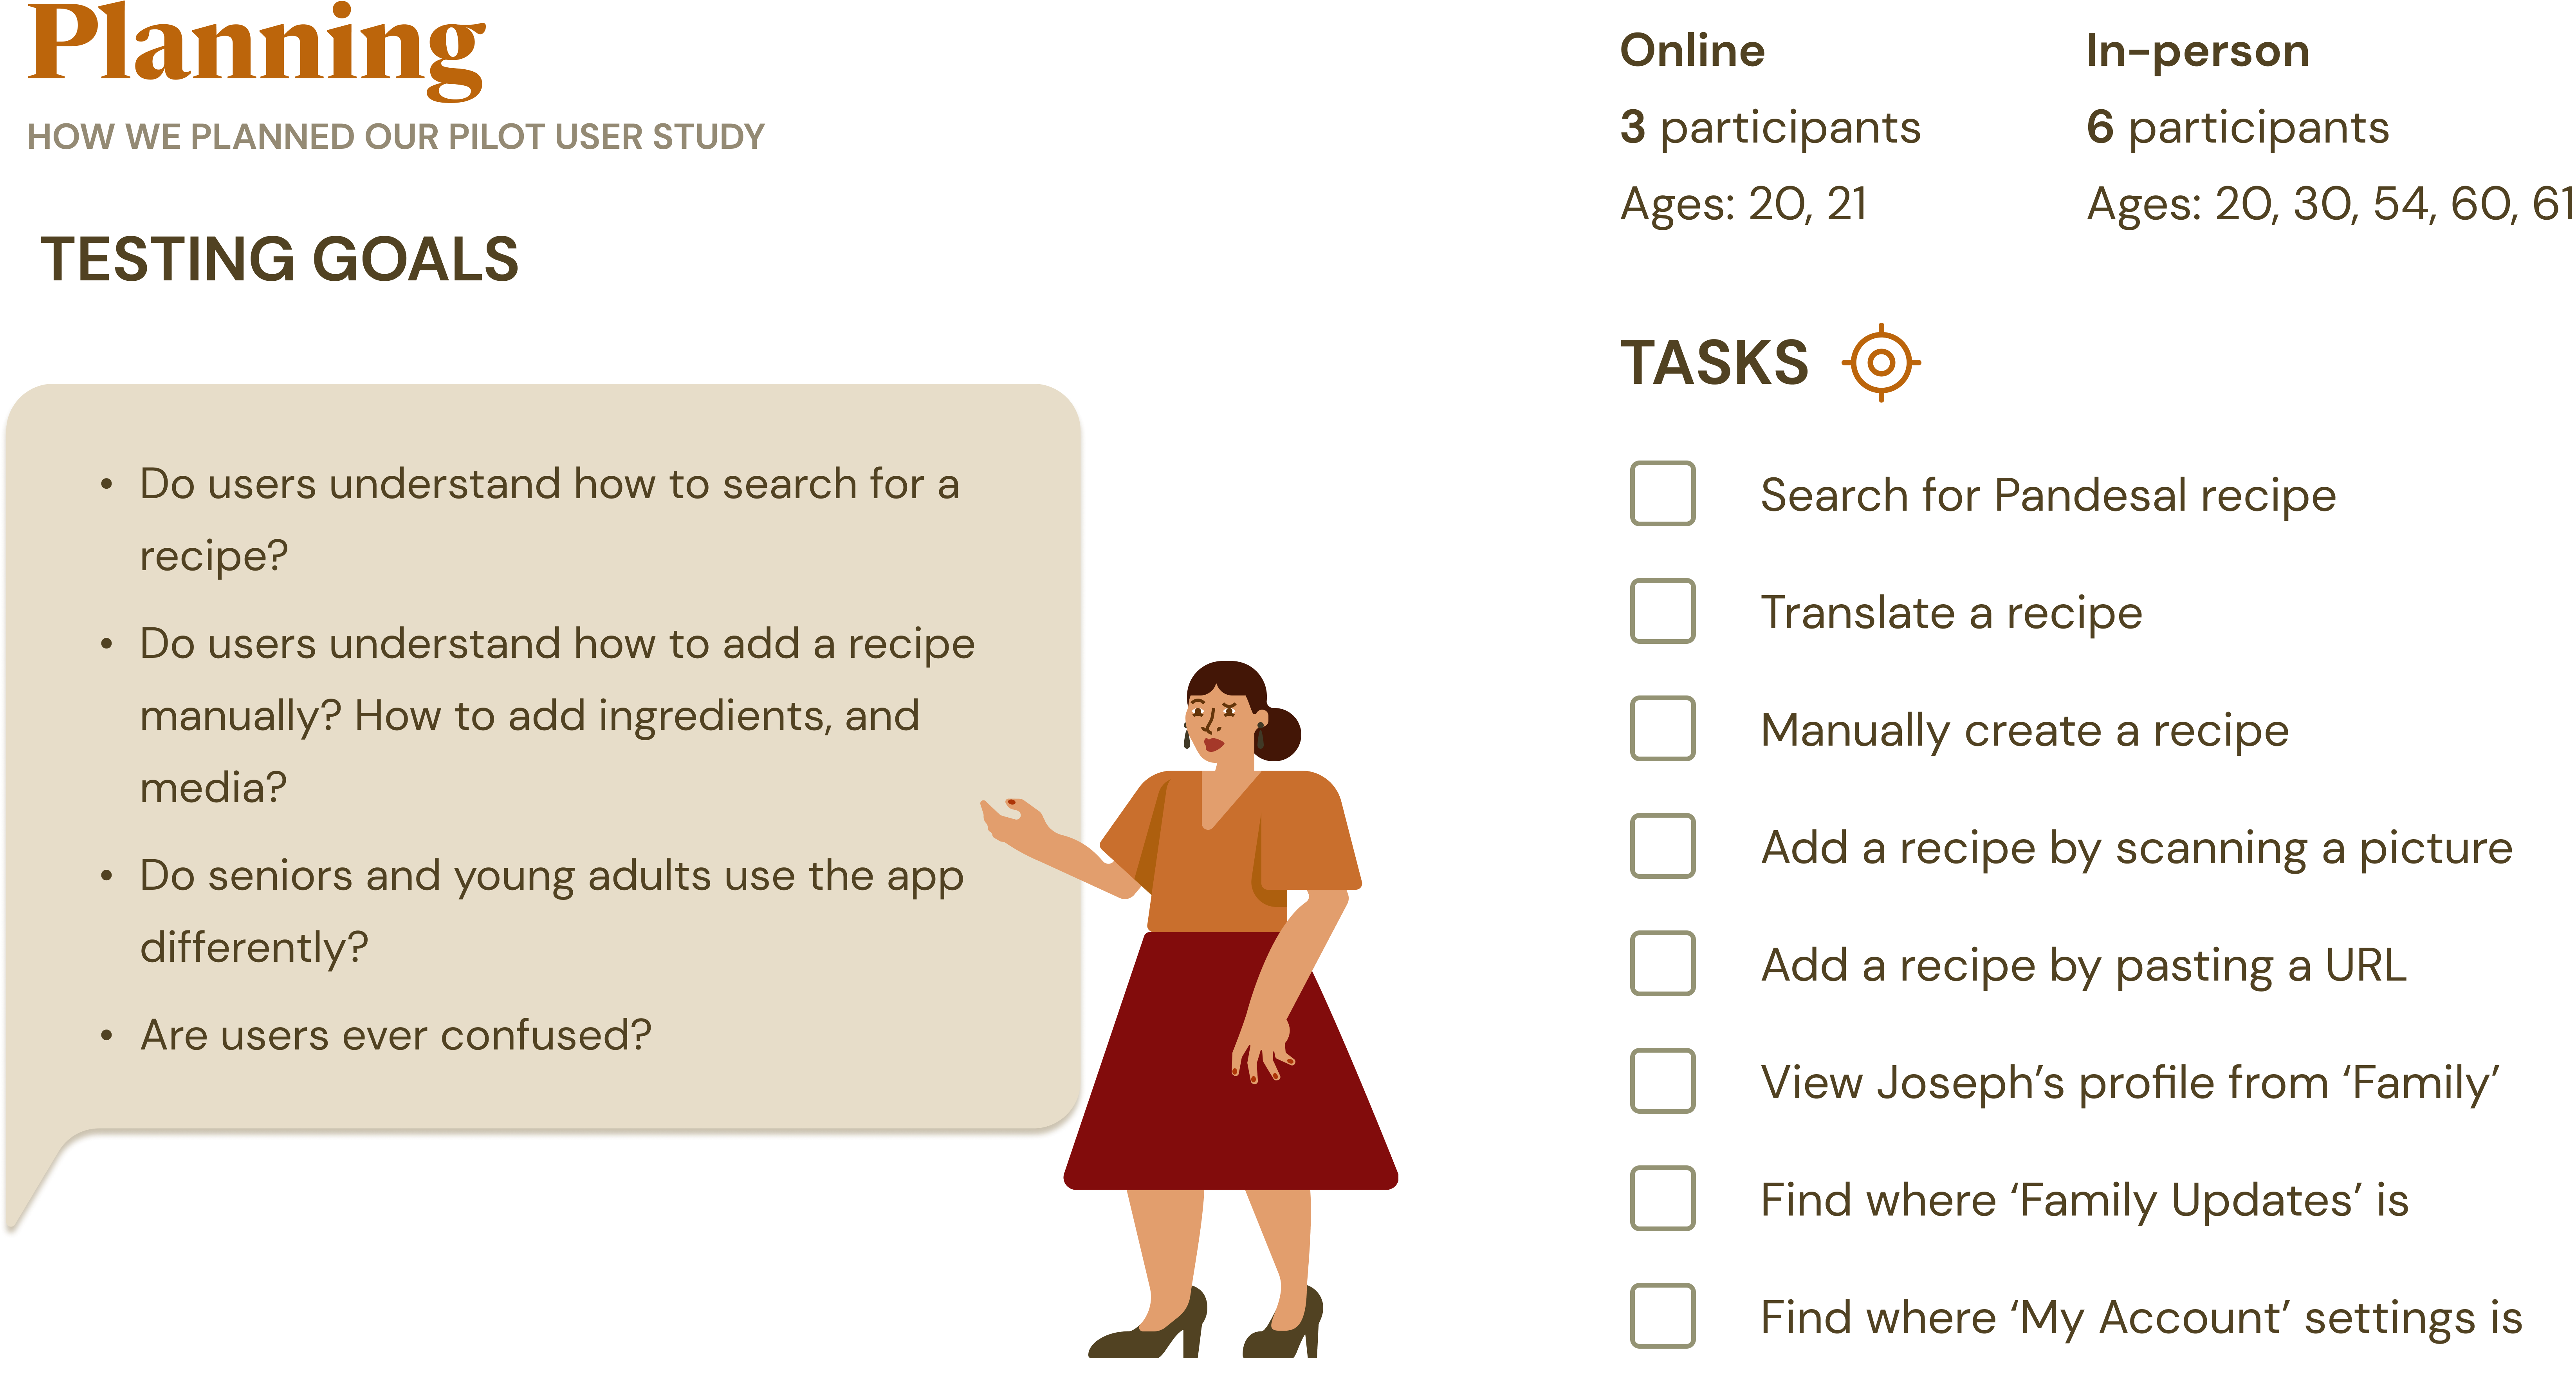 Planning
HOW WE PLANNED OUR PILOT USER STUDY
TESTING GOALS
• Do users understand how to search for a
recipe?
• Do users understand how to add a recipe
manually? How to add ingredients, and
media?
• Do seniors and young adults use the app
differently?
• Are users ever confused?
Online
3 participants
Ages: 20, 21
In-person
6 participants
Ages: 20, 30, 54, 60, 61
TASKS
Search for Pandesal recipe
Translate a recipe
Manually create a recipe
Add a recipe by scanning a picture
Add a recipe by pasting a URL
View Joseph’s profile from ‘Family’
Find where ‘Family Updates’ is
Find where ‘My Account’ settings is